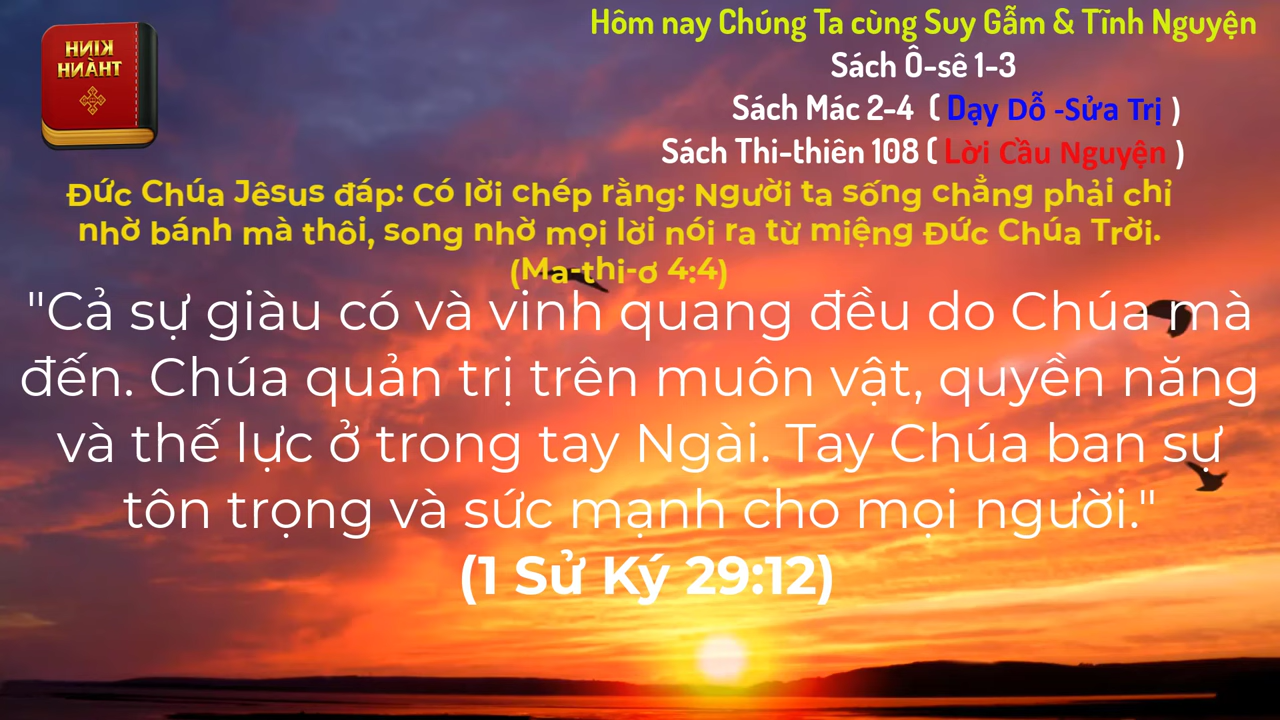 KINH
THÀNH
Hôm nay Chúng Ta cùng Suy Gẫm & Tĩnh Nguyện
Sách Ô-sê 1-3
Sách Mác 2-4 ( Dạy Dỗ -Sửa Trị )
Sách Thi-thiên 108 ( Lời Cầu Nguyện )
Đức Chúa Jêsus đáp: Có lời chép rằng: Người ta sống chẳng phải chỉ
nhờ bánh mà thôi, song nhờ mọi lời nói ra từ miệng Đức Chúa Trời.
(Ma-thi-ơ 4:4)
"Cả sự giàu có và vinh quang đều do Chúa mà
đến. Chúa quản trị trên muôn vật, quyền năng
và thế lực ở trong tay Ngài. Tay Chúa ban sự
tôn trọng và sức mạnh cho mọi người."
(1 Sử Ký 29:12)